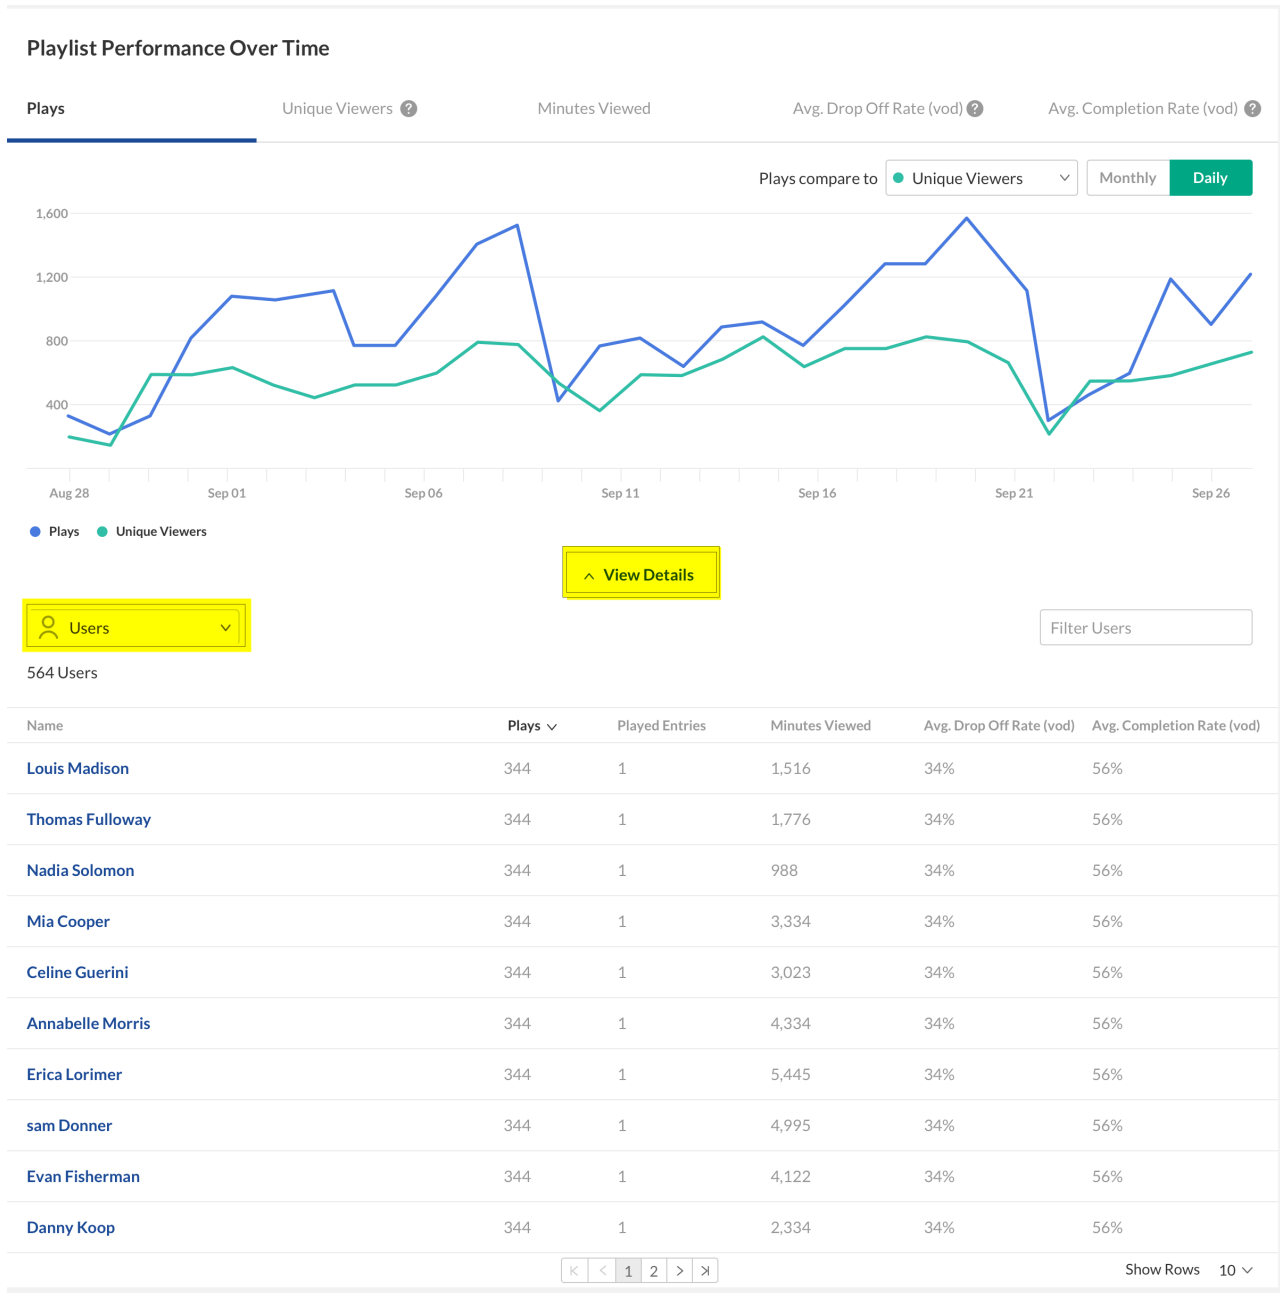 Playlist Performance Over Time
Plays Unique Viewers ? Minutes Viewed Avg. Drop Off Rate (vod) ? Avg. Completion Rate (vod) ?
Plays compare to Unique Viewers Monthly Daily
1,600
1,200
800
400
Aug 28 Sep 01 Sep 06 Sep 11 Sep 16 Sep 21 Sep 26
Plays Unique Viewers
View Details
Users Filter Users
564 Users
Name Plays Played Entries Minutes Viewed Avg. Drop Off Rate (vod) Avg. Completion Rate (vod)
Louis Madison 344 1 1,516 34% 56%
Thomas Fulloway 344 1 1,776 34% 56%
Nadia Solomon 344 1 988 34% 56%
Mia Cooper 344 1 3,334 34% 56%
Celine Guerini 344 1 3,023 34% 56%
Annabelle Morris 344 1 4,334 34% 56%
Erica Lorimer 344 1 5,445 34% 56%
sam Donner 344 1 4,995 34% 56%
Evan Fisherman 344 1 4,122 34% 56%
Danny Koop 344 1 2,334 34% 56%
1 2 Show Rows 10